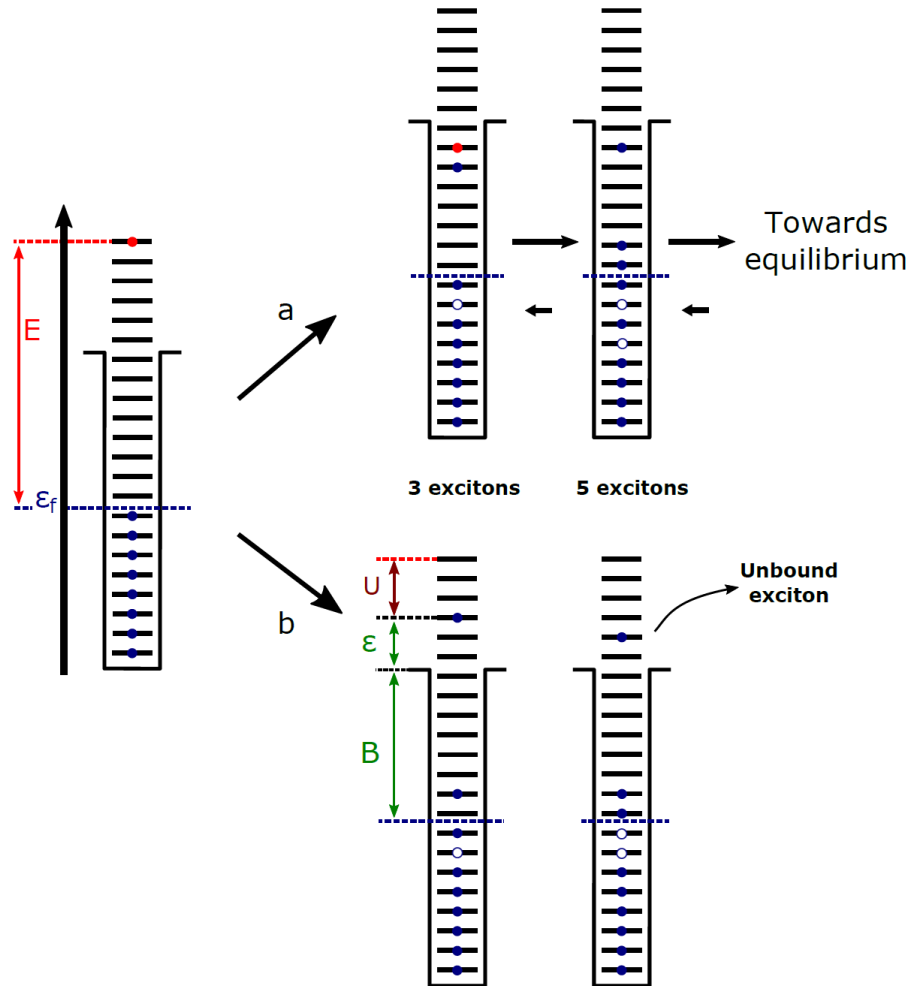 E
ε_f
a
b
Towards
equilibrium
3 excitons
5 excitons
U
ε
B
Unbound
exciton